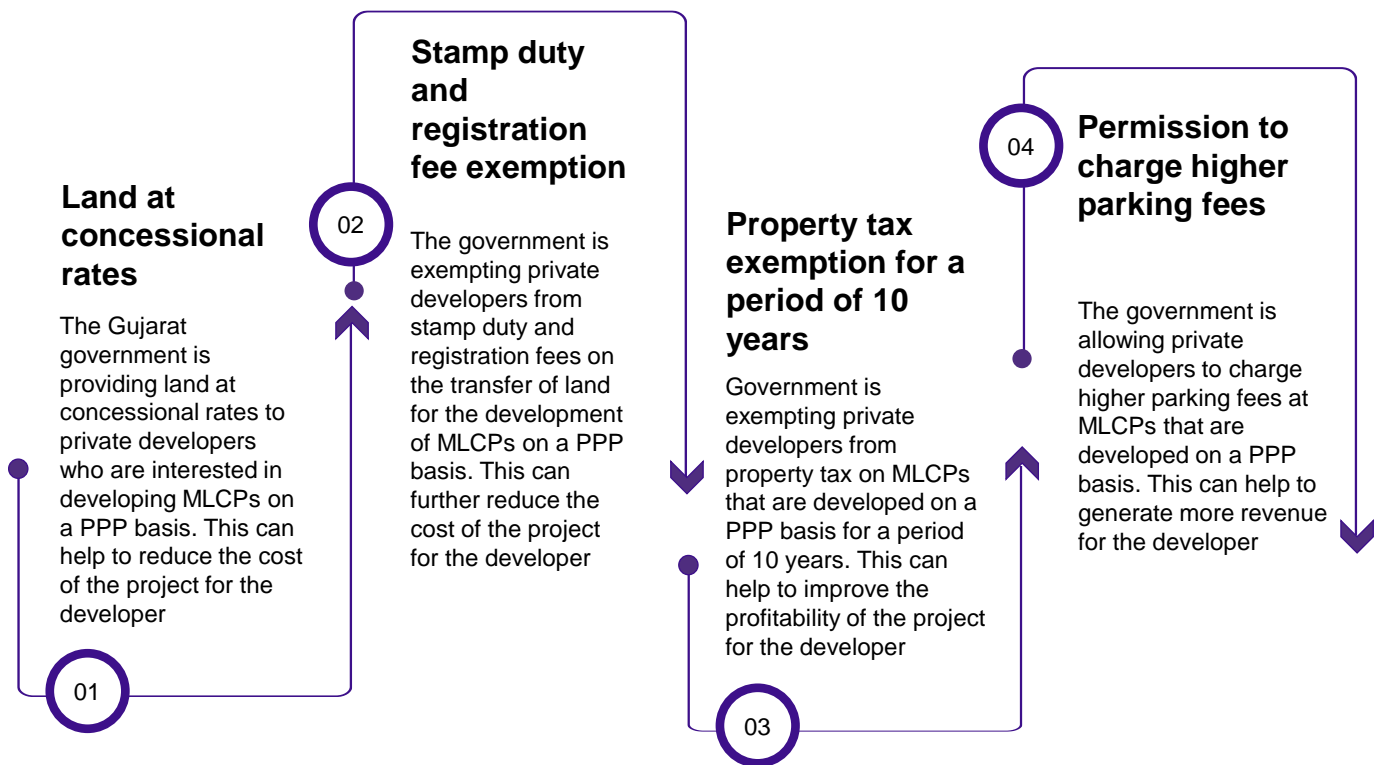 01
Land at
concessional
rates
The Gujarat
government is
providing land at
concessional rates to
private developers
who are interested in
developing MLCPs on
a PPP basis. This can
help to reduce the cost
of the project for the
developer
02
Stamp duty
and
registration
fee exemption
The government is
exempting private
developers from
stamp duty and
registration fees on
the transfer of land
for the development
of MLCPs on a PPP
basis. This can
further reduce the
cost of the project
for the developer
03
Property tax
exemption for a
period of 10
years
Government is
exempting private
developers from
property tax on MLCPs
that are developed on a
PPP basis for a period
of 10 years. This can
help to improve the
profitability of the project
for the developer
04
Permission to
charge higher
parking fees
The government is
allowing private
developers to charge
higher parking fees at
MLCPs that are
developed on a PPP
basis. This can help to
generate more revenue
for the developer